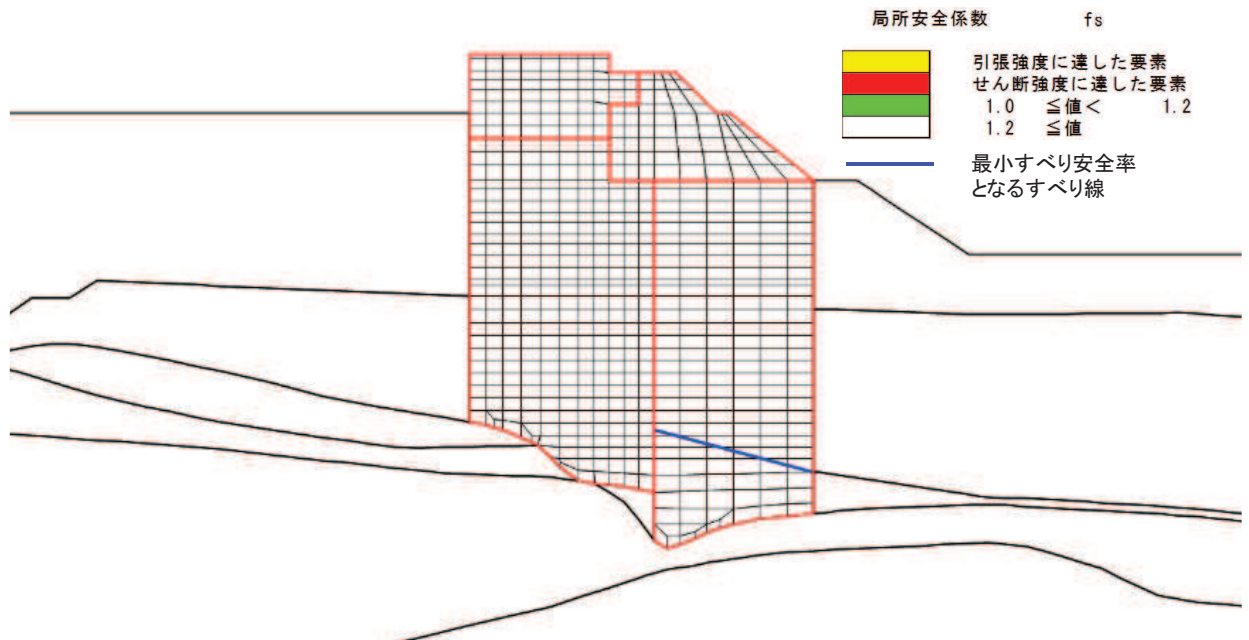 局所安全係数 fs
引張強度に達した要素
せん断強度に達した要素
1.0 ≦値< 1.2
1.2 ≦値
最小すべり安全率
となるすべり線